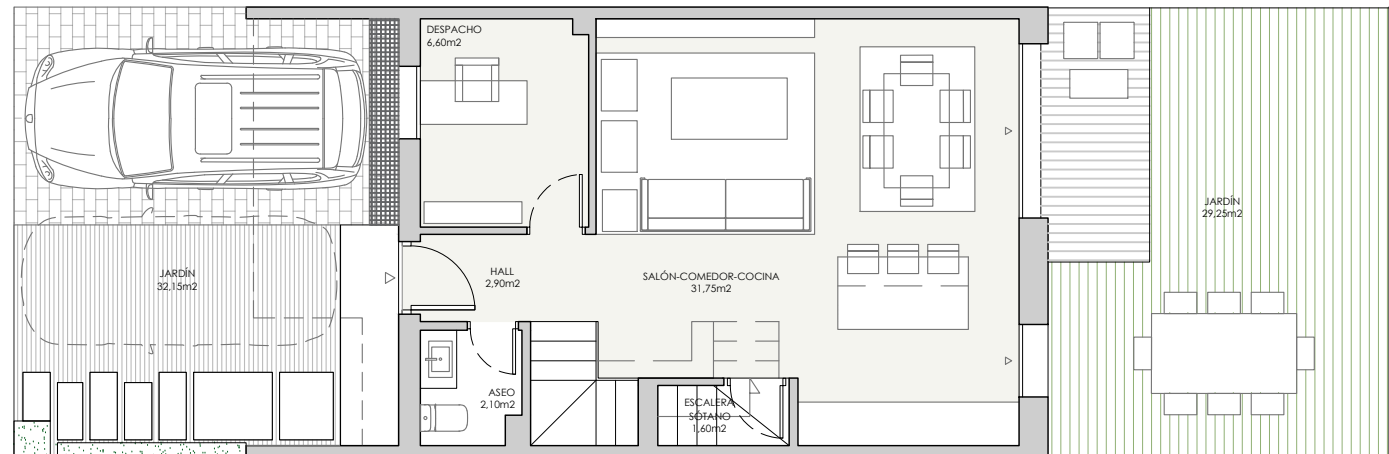 DESPACHO
6,60m2
JARDÍN
32,15m2
HALL
2,90m2
SALÓN-COMEDOR-COCINA
31,75m2
JARDÍN
29,25m2
ASEO
2,10m2
ESCALERA
SÓTANO
1,60m2